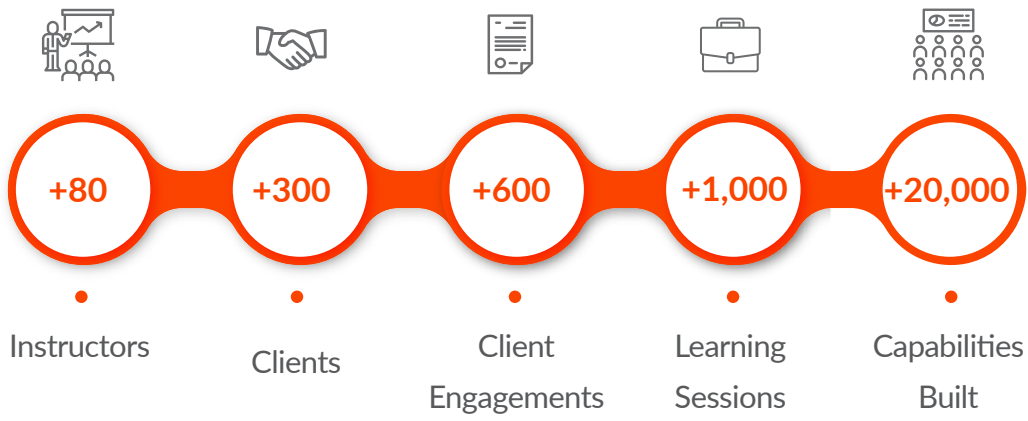 +80
+300
+600
+1,000
+20,000
Instructors
Clients
Client
Engagements
Learning
Sessions
Capabilities
Built